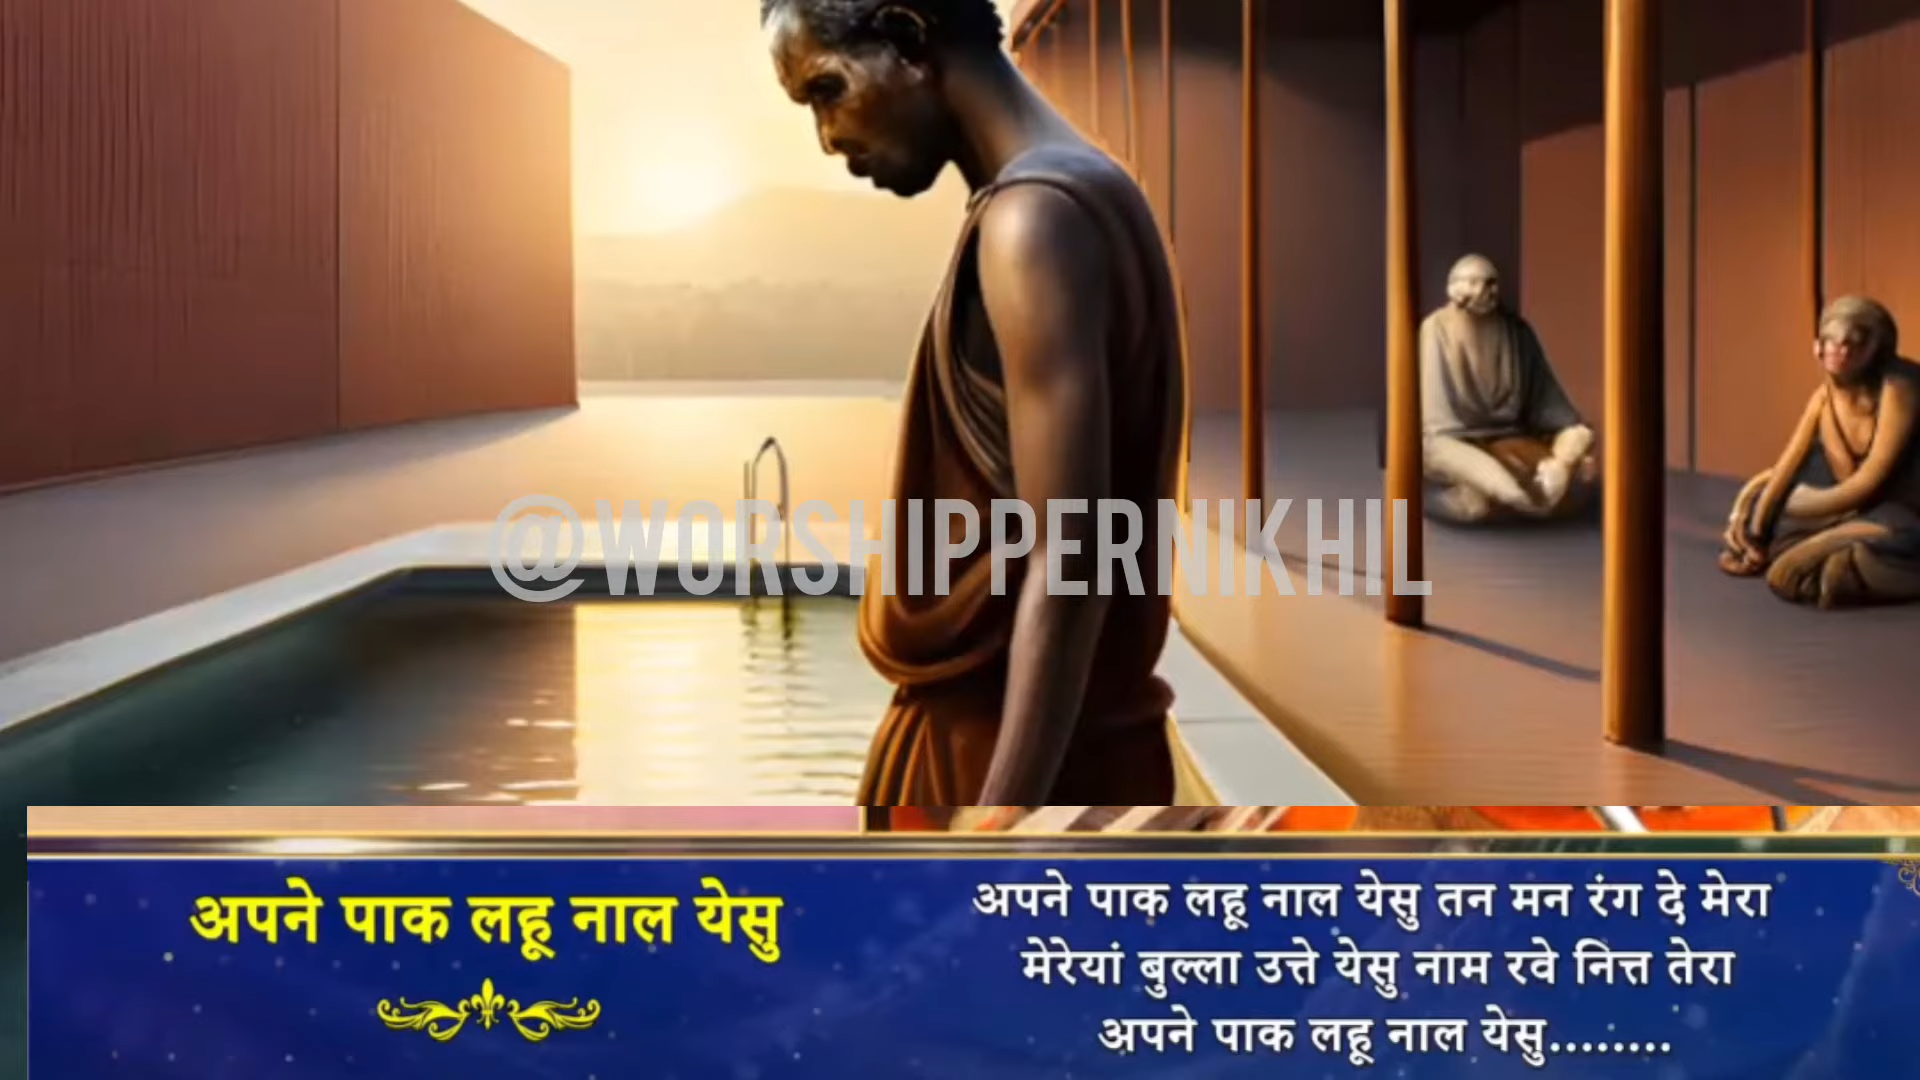 @WORSHIPPERNIKHIL
अपने पाक लहू नाल येसु
अपने पाक लहू नाल येसु तन मन रंग दे मेरा
मेरेयां बुल्ला उत्ते येसु नाम रवे नित्त तेरा
अपने पाक लहू नाल येसु........